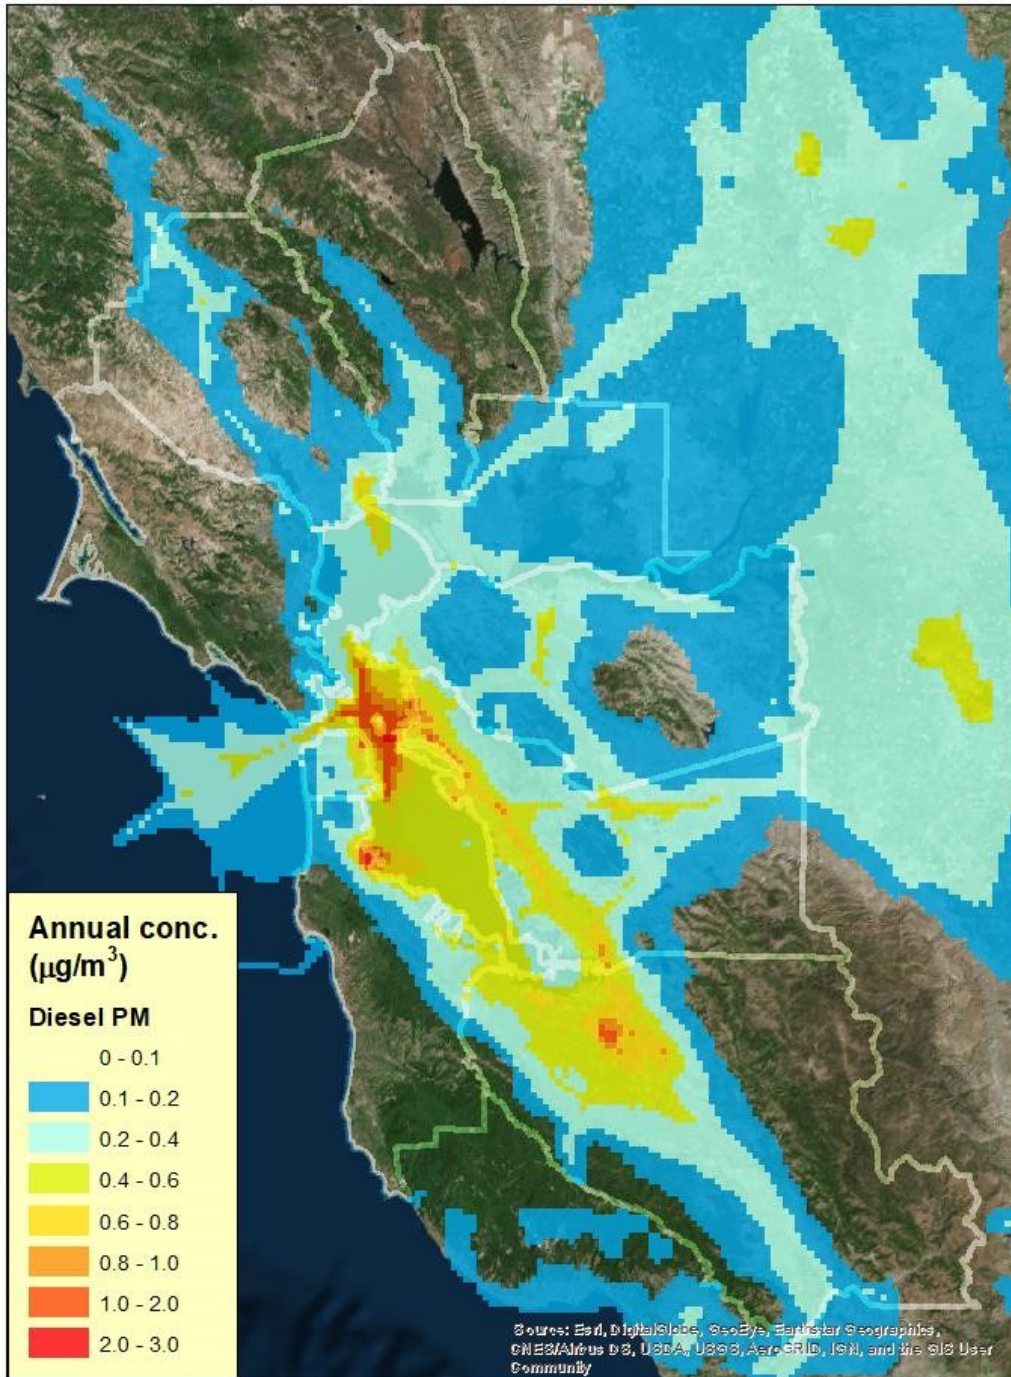 Annual conc.
(µg/m³)
Diesel PM
0 - 0.1
0.1 - 0.2
0.2 - 0.4
0.4 - 0.6
0.6 - 0.8
0.8 - 1.0
1.0 - 2.0
2.0 - 3.0
Source: Esri, DigitalGlobe, GeoEye, Earthstar Geographics,
CNES/Airbus DS, USDA, USGS, AeroGRID, IGN, and the GIS User
Community